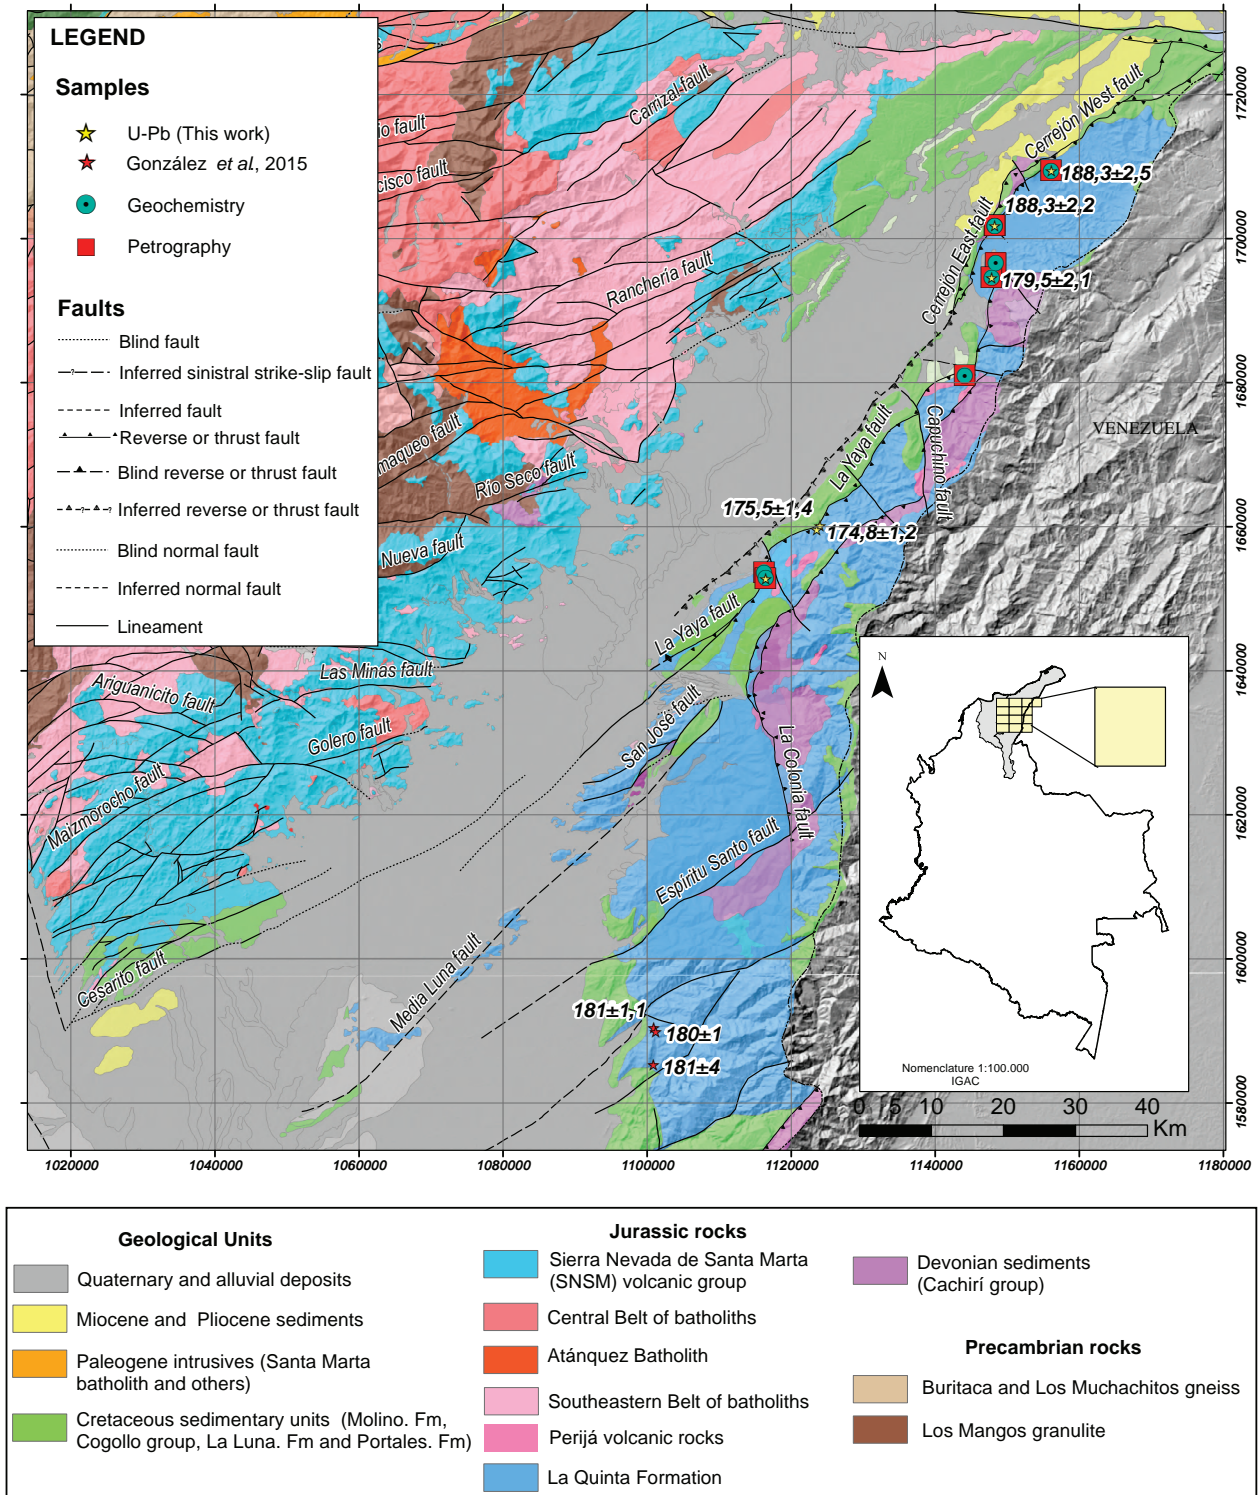 LEGEND
Samples
U-Pb (This work)
González et al., 2015
Geochemistry
Petrography
Faults
Blind fault
Inferred sinistral strike-slip fault
Inferred fault
Reverse or thrust fault
Blind reverse or thrust fault
Inferred reverse or thrust fault
Blind normal fault
Inferred normal fault
Lineament
Carrizal fault
io fault
cisco fault
Ranchería fault
maqueo fault
Río Seco fault
Nueva fault
Las Minas fault
Ariguanicito fault
Golero fault
Maizmorocho fault
Cesarito fault
Media Luna fault
San José fault
Espíritu Santo fault
La Colonia fault
La Yaya fault
La Yaya fault
Capuchino fault
Cerrejón East fault
Cerrejón West fault
188,3±2,5
188,3±2,2
179,5±2,1
175,5±1,4
174,8±1,2
181±1,1
180±1
181±4
VENEZUELA
N
Nomenclature 1:100.000
IGAC
0 5 10 20 30 40
Km
1720000
1700000
1680000
1660000
1640000
1620000
1600000
1580000
1020000 1040000 1060000 1080000 1100000 1120000 1140000 1160000 1180000
Geological Units
Quaternary and alluvial deposits
Miocene and Pliocene sediments
Paleogene intrusives (Santa Marta
batholith and others)
Cretaceous sedimentary units (Molino. Fm,
Cogollo group, La Luna. Fm and Portales. Fm)
Jurassic rocks
Sierra Nevada de Santa Marta
(SNSM) volcanic group
Central Belt of batholiths
Atánquez Batholith
Southeastern Belt of batholiths
Perijá volcanic rocks
La Quinta Formation
Devonian sediments
(Cachirí group)
Precambrian rocks
Buritaca and Los Muchachitos gneiss
Los Mangos granulite